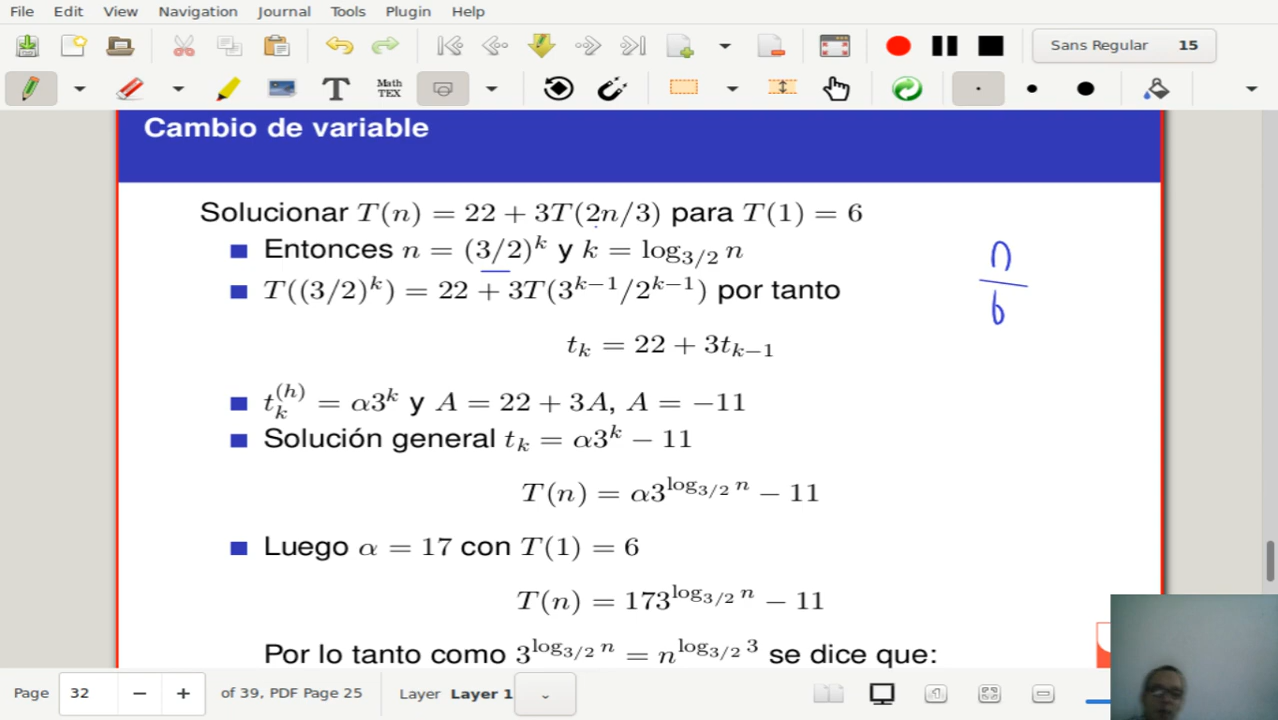 File Edit View Navigation Journal Tools Plugin Help
Sans Regular 15
T Math TEX
Cambio de variable
Solucionar T(n) = 22 + 3T(2n/3) para T(1) = 6
Entonces n = (3/2)^k y k = log_{3/2} n
T((3/2)^k) = 22 + 3T(3^{k−1}/2^{k−1}) por tanto
n
b
t_k = 22 + 3t_{k−1}
t_k^{(h)} = α3^k y A = 22 + 3A, A = −11
Solución general t_k = α3^k − 11
T(n) = α3^{log_{3/2} n} − 11
Luego α = 17 con T(1) = 6
T(n) = 173^{log_{3/2} n} − 11
Por lo tanto como 3^{log_{3/2} n} = n^{log_{3/2} 3} se dice que:
Page 32 − + of 39, PDF Page 25 Layer Layer 1